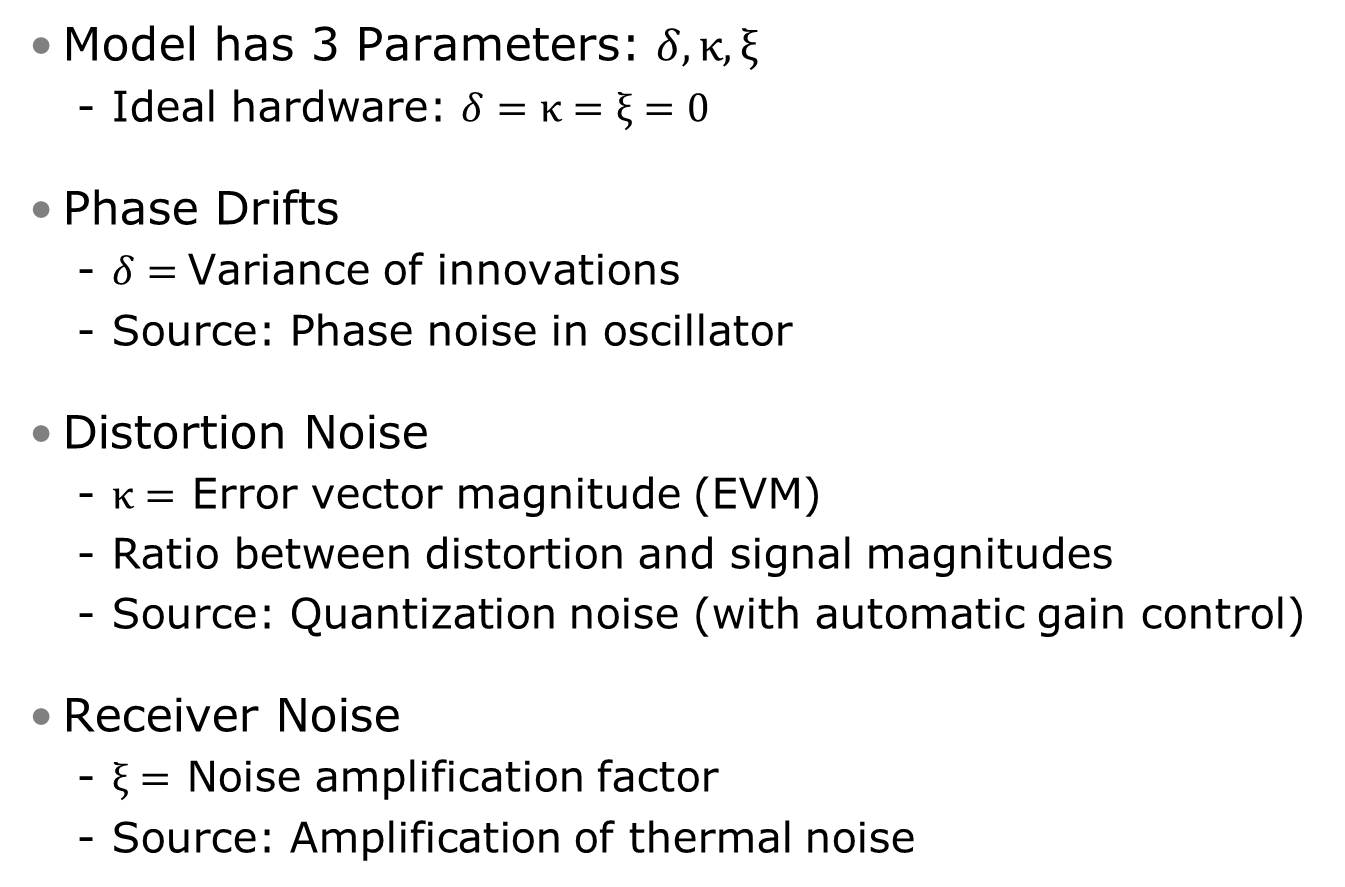 • Model has 3 Parameters: δ, κ, ξ
- Ideal hardware: δ = κ = ξ = 0
• Phase Drifts
- δ = Variance of innovations
- Source: Phase noise in oscillator
• Distortion Noise
- κ = Error vector magnitude (EVM)
- Ratio between distortion and signal magnitudes
- Source: Quantization noise (with automatic gain control)
• Receiver Noise
- ξ = Noise amplification factor
- Source: Amplification of thermal noise